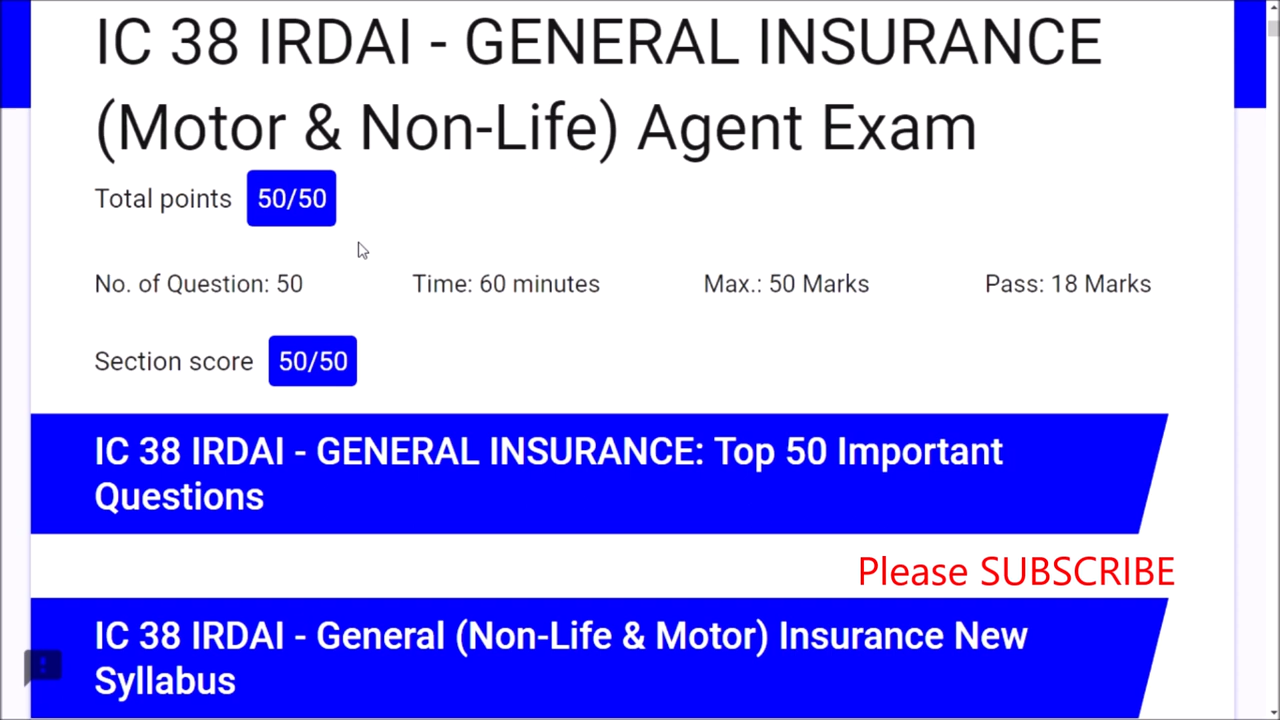 IC 38 IRDAI - GENERAL INSURANCE
(Motor & Non-Life) Agent Exam
Total points 50/50
No. of Question: 50 Time: 60 minutes Max.: 50 Marks Pass: 18 Marks
Section score 50/50
IC 38 IRDAI - GENERAL INSURANCE: Top 50 Important
Questions
Please SUBSCRIBE
IC 38 IRDAI - General (Non-Life & Motor) Insurance New
Syllabus